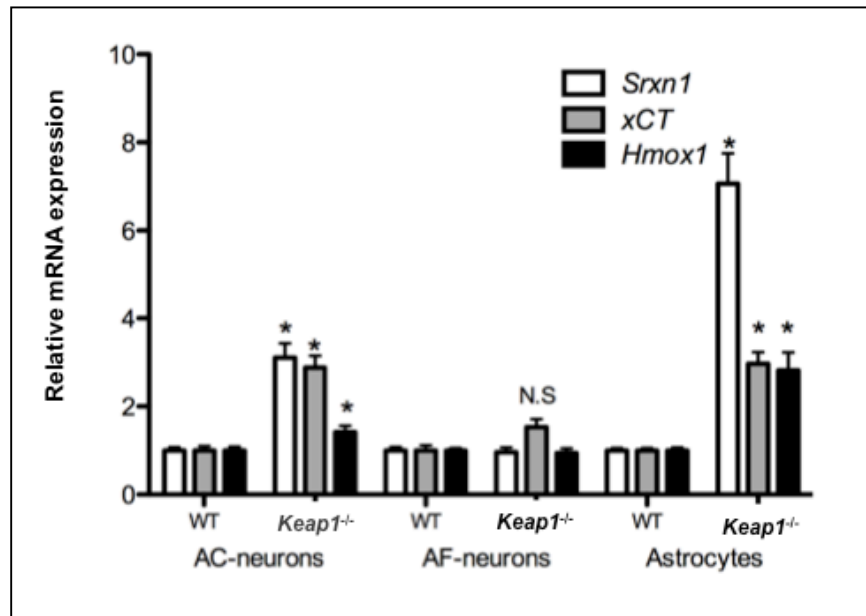 Relative mRNA expression
10
8
6
4
2
0
Srxn1
xCT
Hmox1
*
*
*
N.S
*
*
*
WT
Keap1-/-
WT
Keap1-/-
WT
Keap1-/-
AC-neurons
AF-neurons
Astrocytes